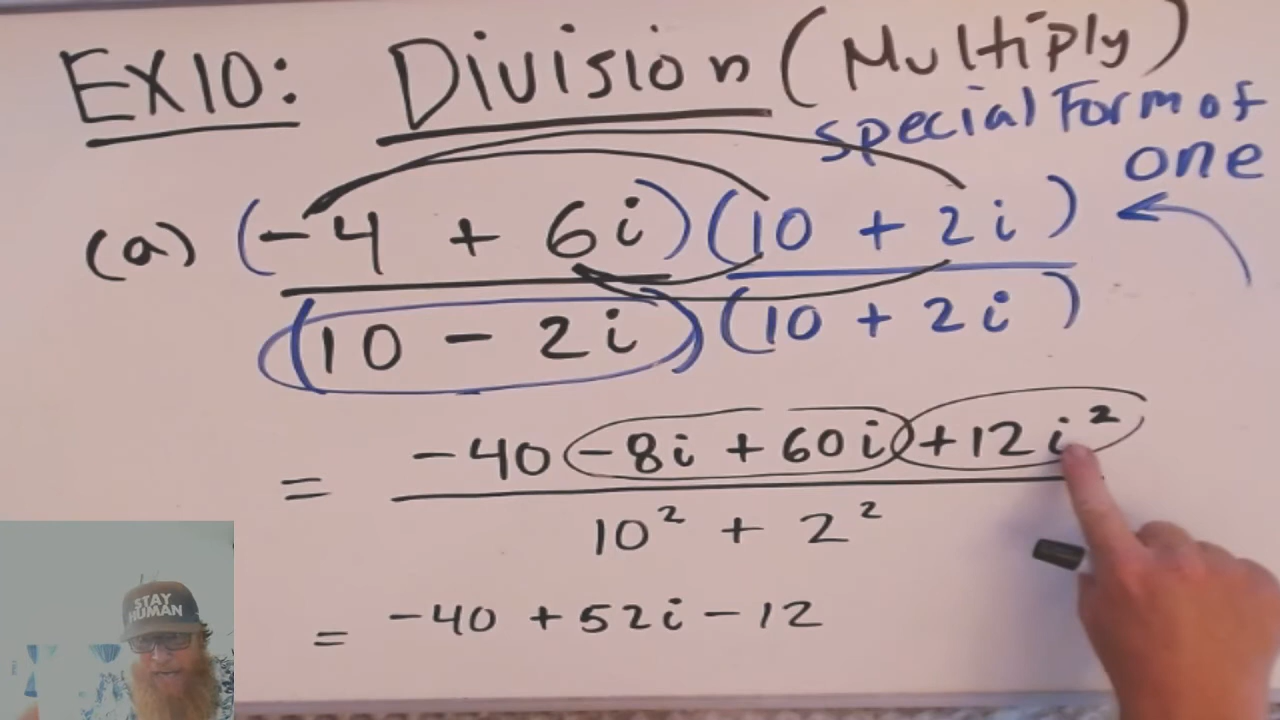 EX10: Division (Multiply)
special Form of
one
(a) (-4 + 6i)(10 + 2i)
(10 - 2i)(10 + 2i)
= -40 -8i + 60i +12i²
10² + 2²
= -40 + 52i - 12
STAY
HUMAN